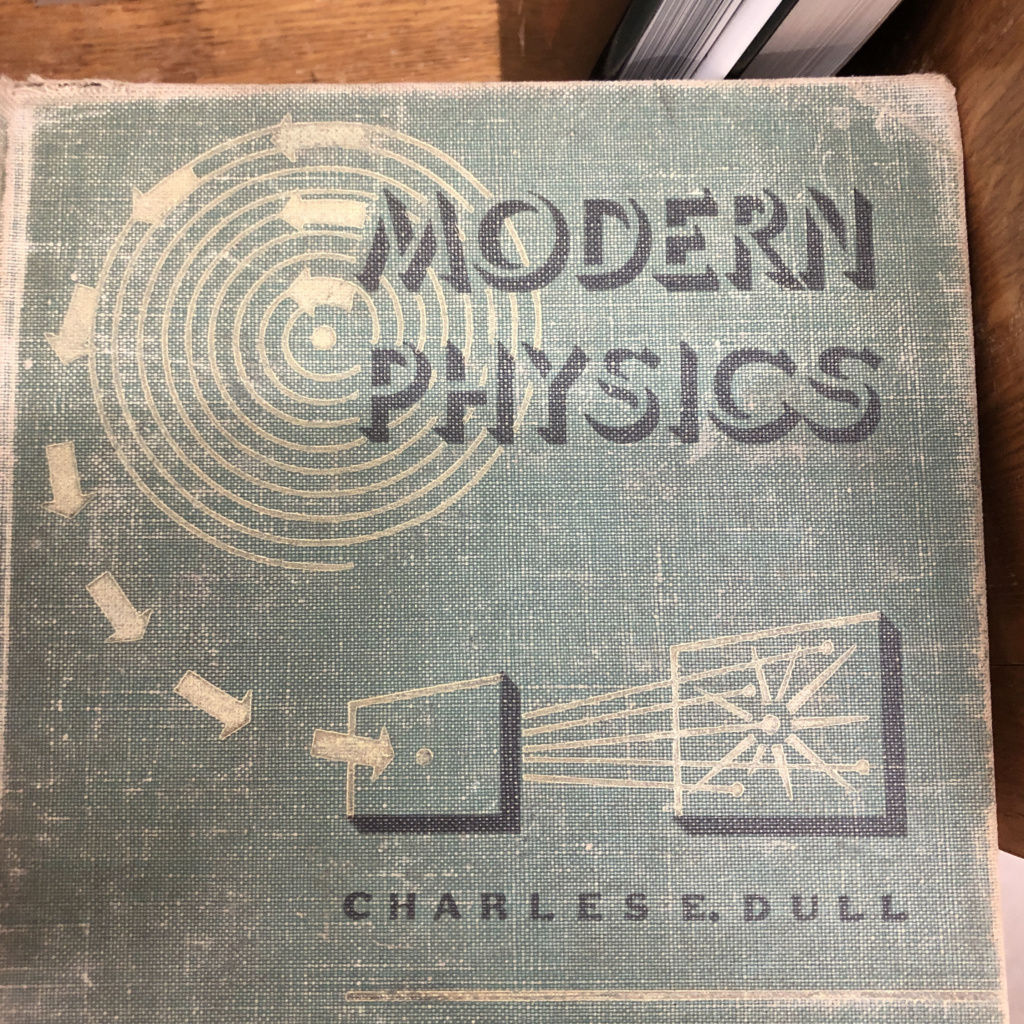 MODERN
PHYSICS
CHARLES E. DULL